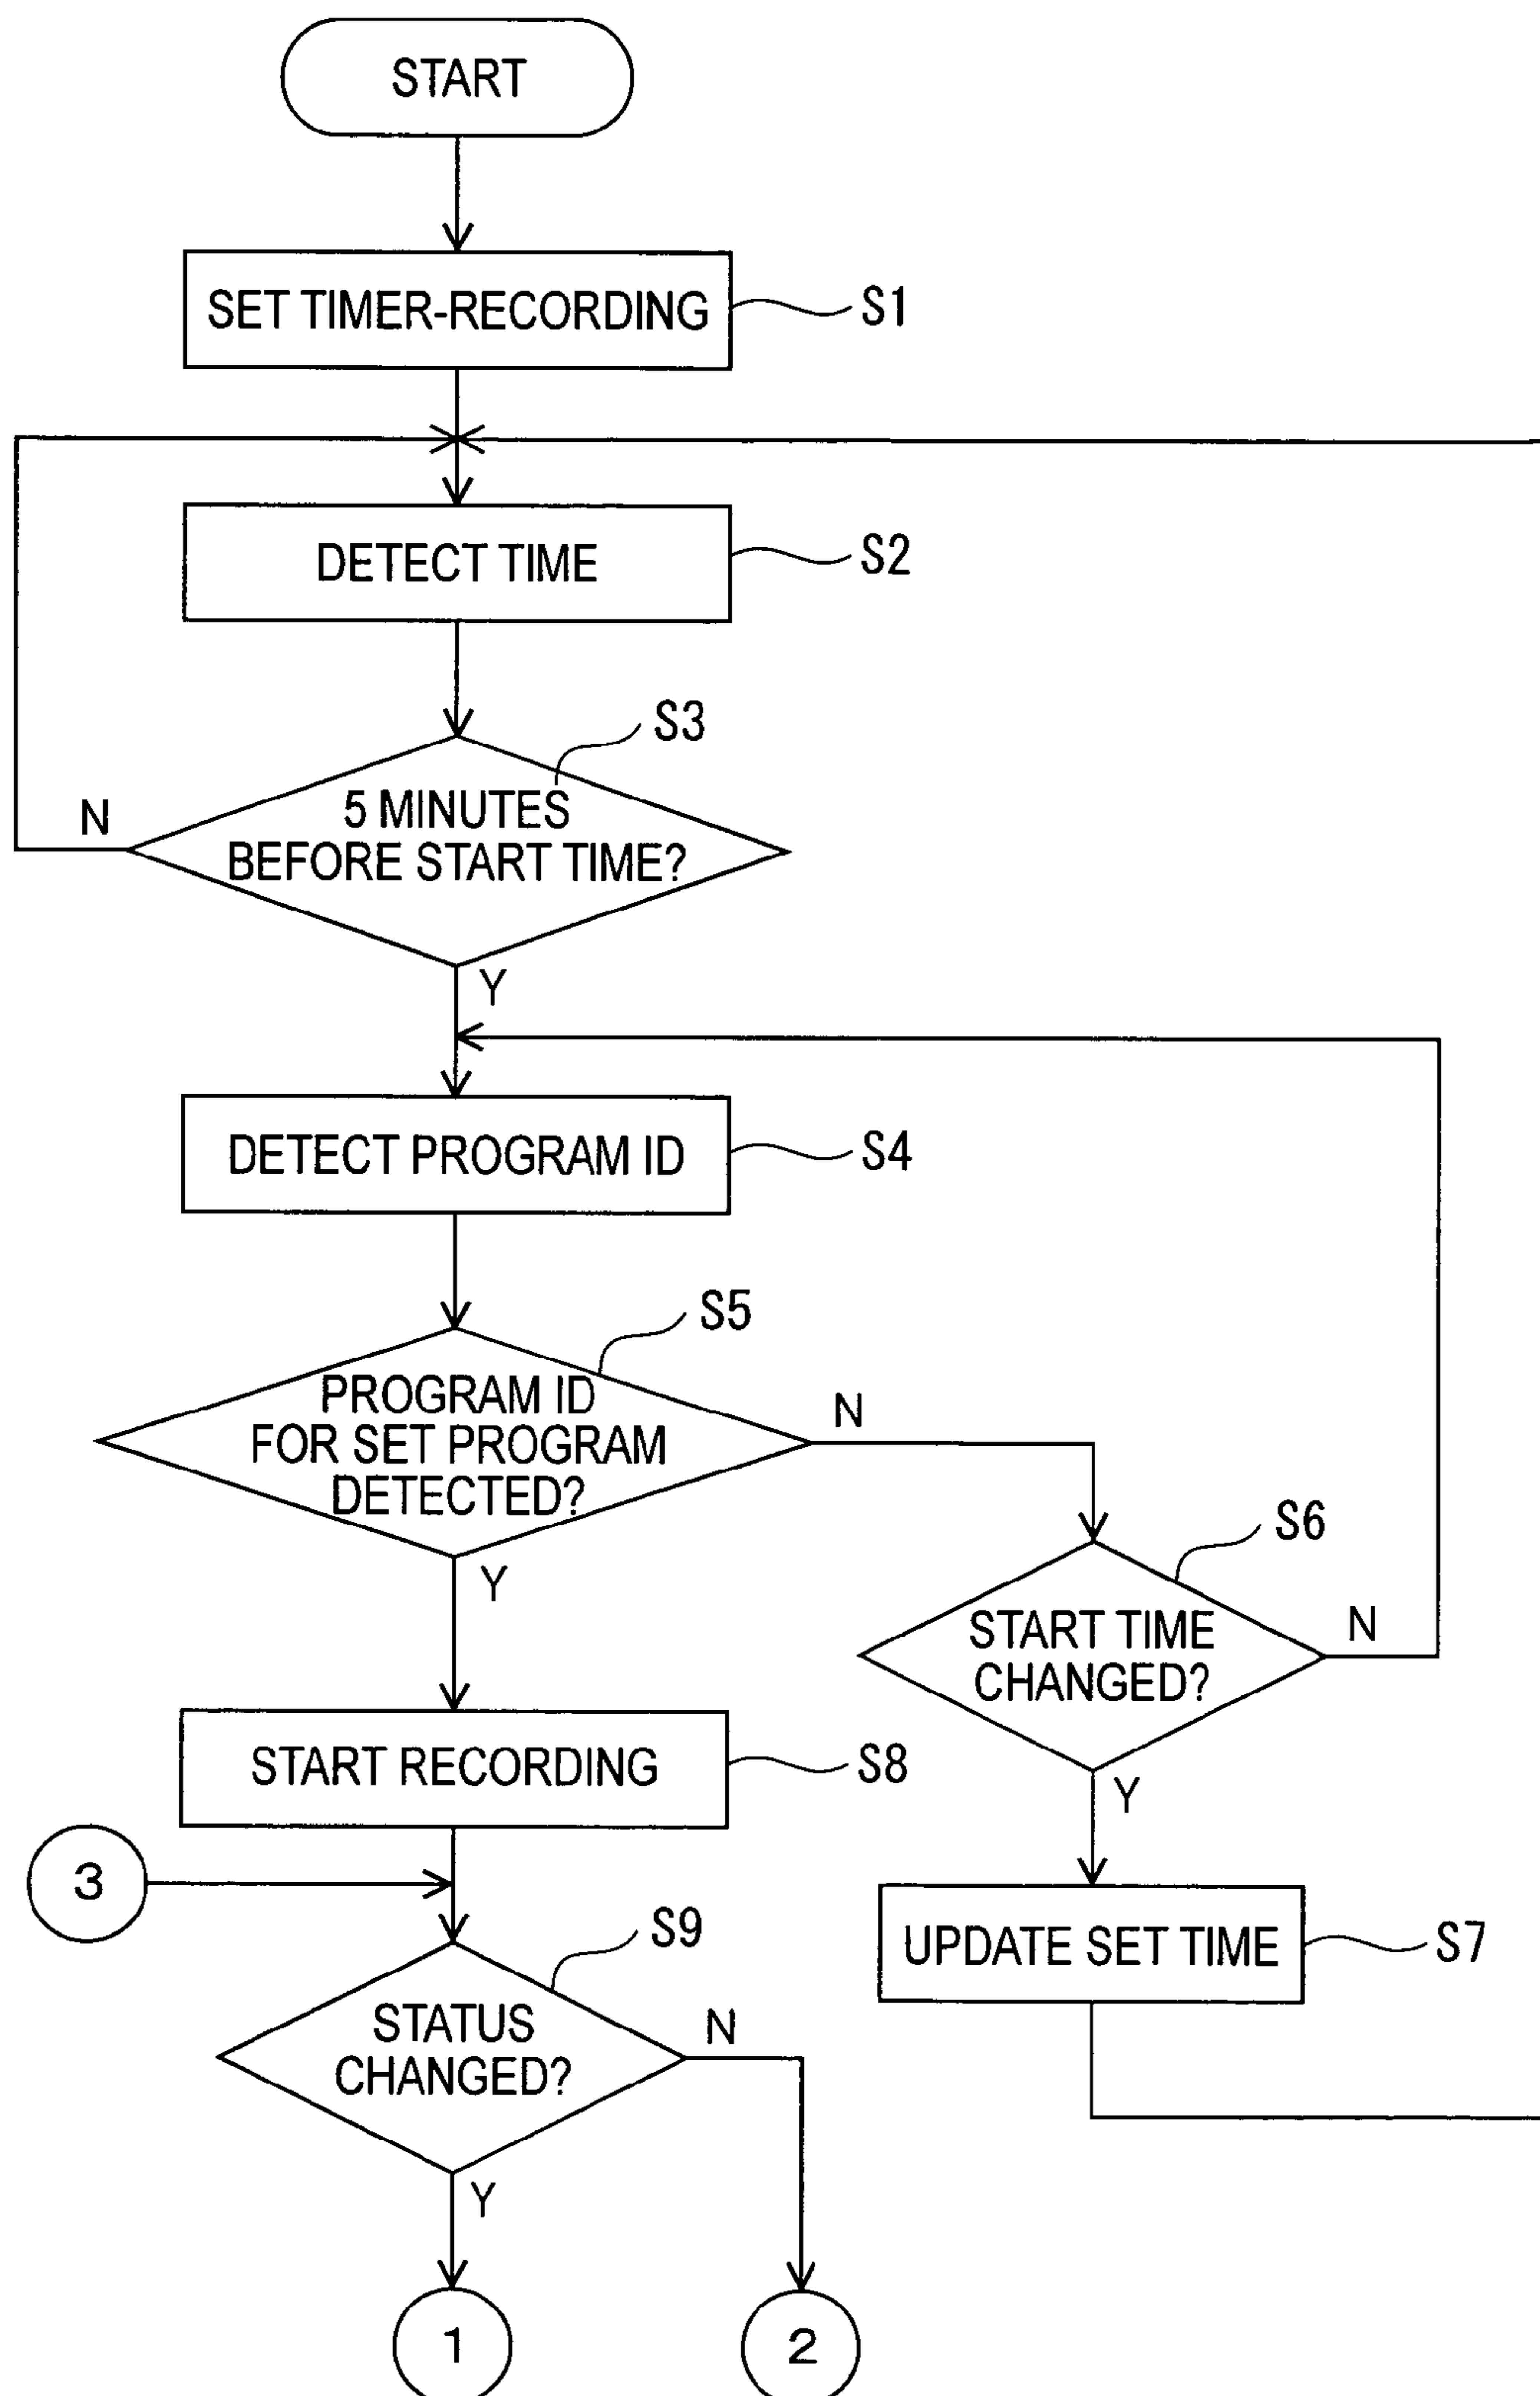 START
SET TIMER-RECORDING
S1
DETECT TIME
S2
S3
5 MINUTES
BEFORE START TIME?
N
Y
DETECT PROGRAM ID
S4
S5
PROGRAM ID
FOR SET PROGRAM
DETECTED?
N
Y
S6
START TIME
CHANGED?
N
Y
START RECORDING
S8
3
UPDATE SET TIME
S7
S9
STATUS
CHANGED?
N
Y
1
2